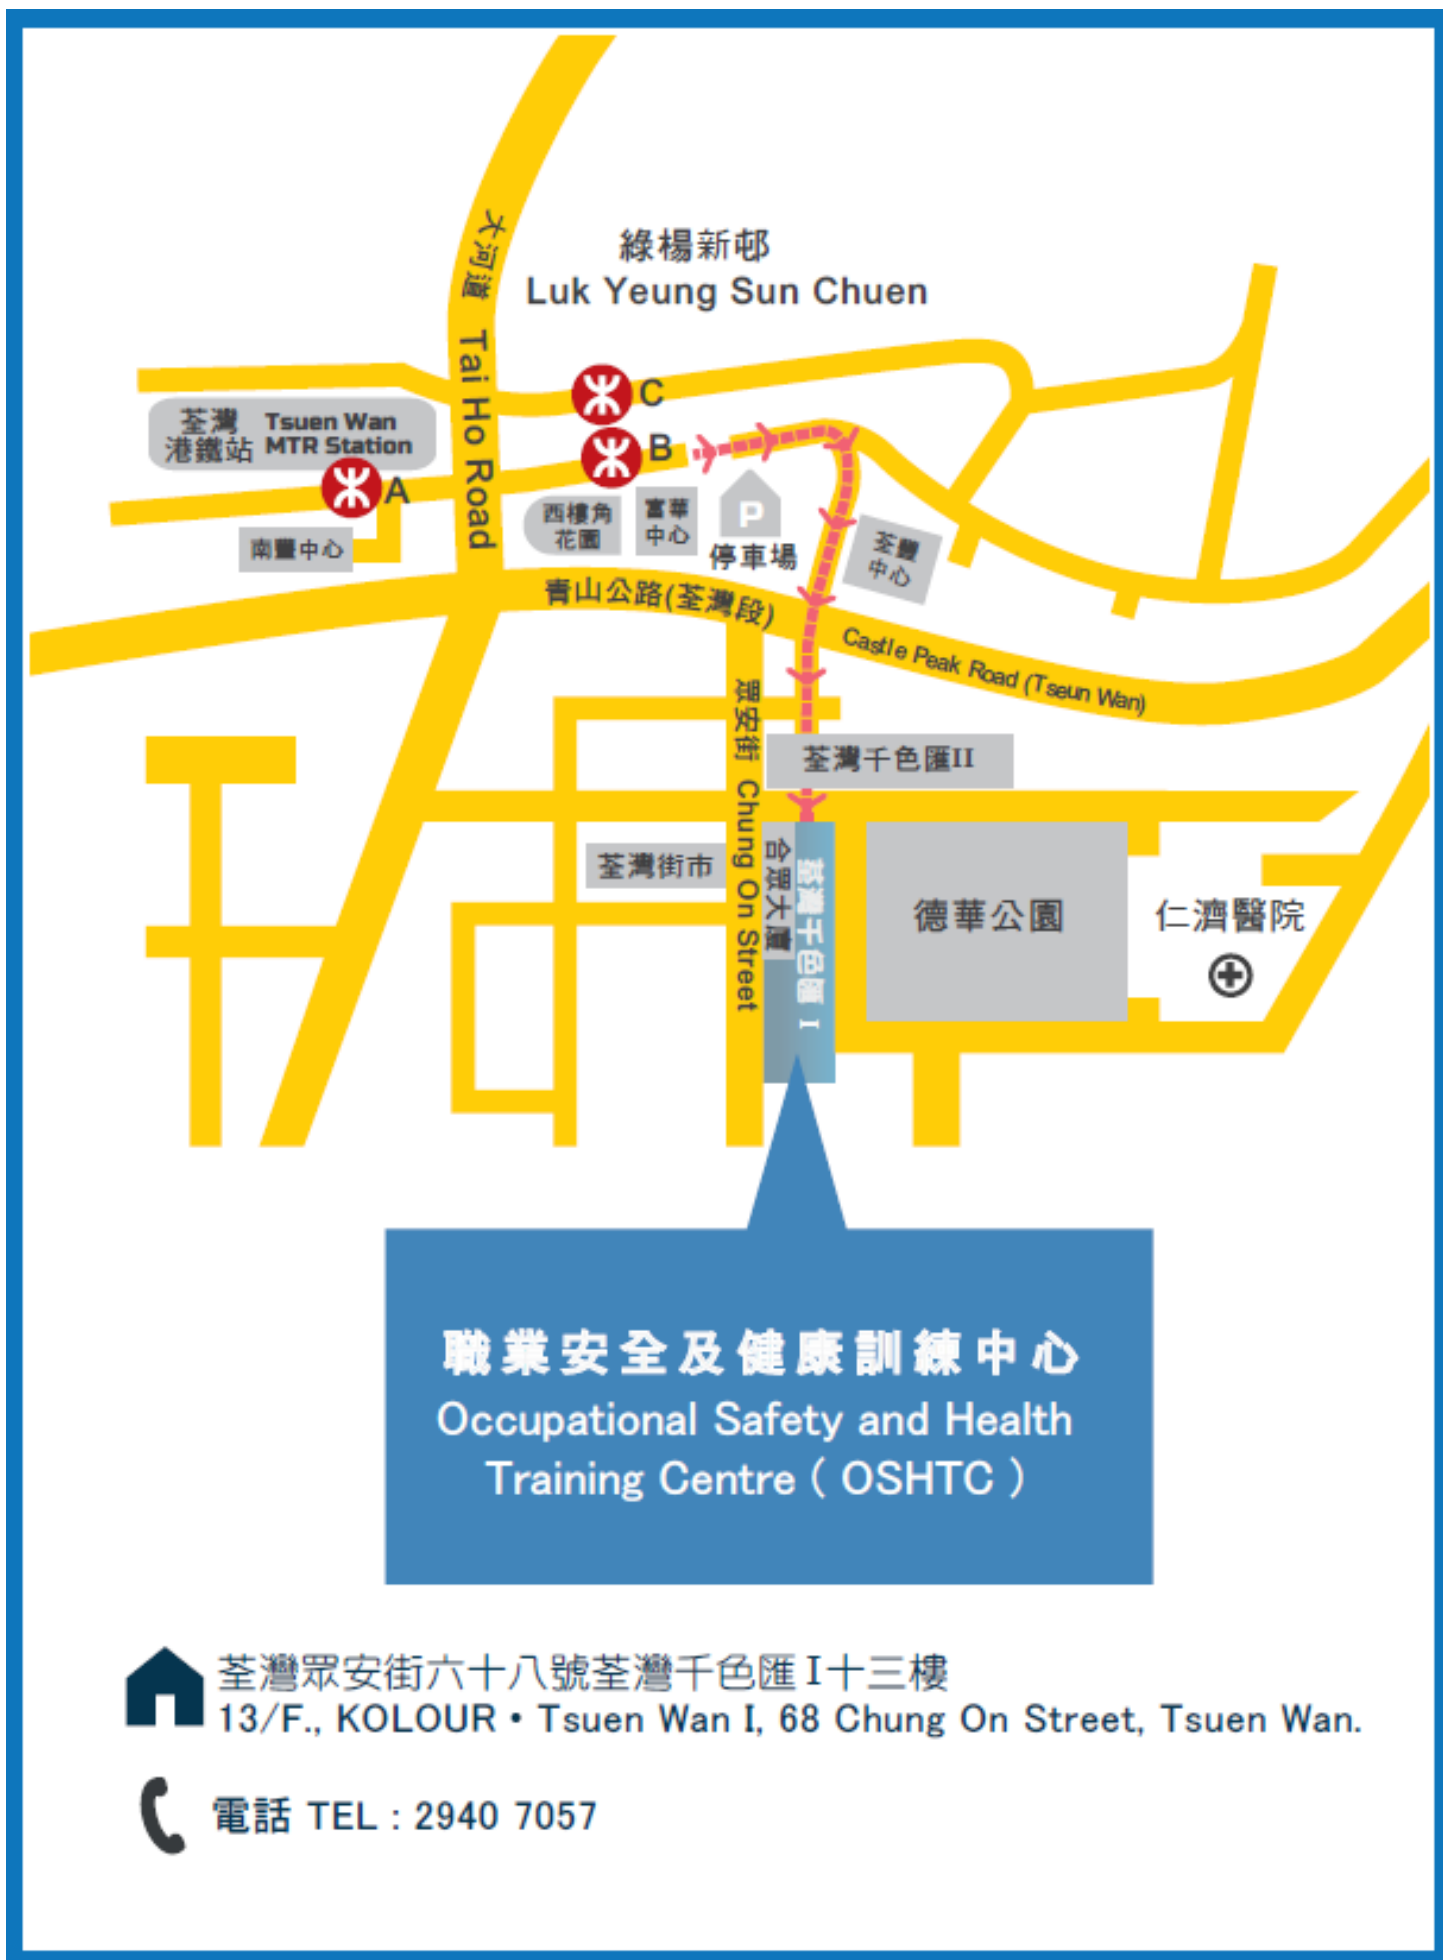 大河道 Tai Ho Road
綠楊新邨
Luk Yeung Sun Chuen
C
荃灣
港鐵站
Tsuen Wan
MTR Station
B
A
西樓角
花園
富華
中心
P
停車場
荃豐
中心
南豐中心
青山公路(荃灣段)
Castle Peak Road (Tseun Wan)
眾安街 Chung On Street
荃灣千色匯II
荃灣街市
合眾大廈
荃灣千色匯 I
德華公園
仁濟醫院
職業安全及健康訓練中心
Occupational Safety and Health
Training Centre ( OSHTC )
荃灣眾安街六十八號荃灣千色匯I十三樓
13/F., KOLOUR • Tsuen Wan I, 68 Chung On Street, Tsuen Wan.
電話 TEL : 2940 7057